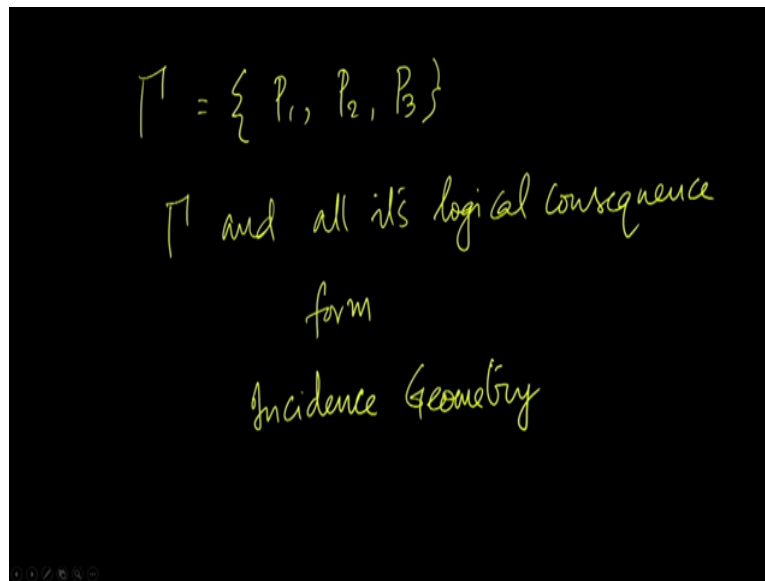 Γ = { P₁, P₂, P₃}
Γ and all it's logical consequence
form
Incidence Geometry